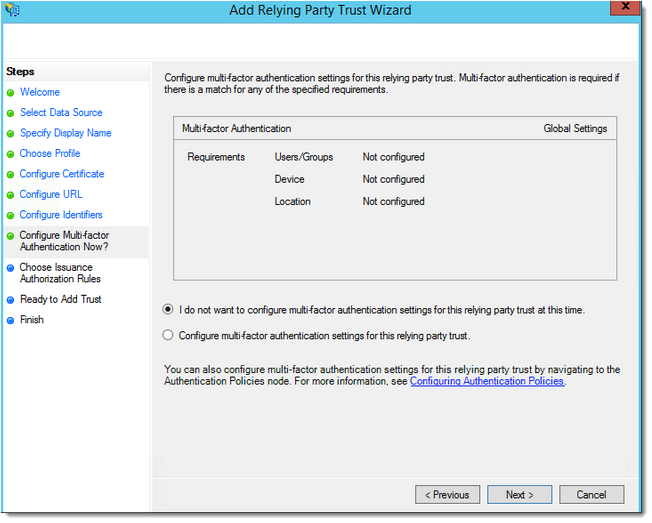 Add Relying Party Trust Wizard
x
Steps
Welcome
Select Data Source
Specify Display Name
Choose Profile
Configure Certificate
Configure URL
Configure Identifiers
Configure Multi-factor
Authentication Now?
Choose Issuance
Authorization Rules
Ready to Add Trust
Finish
Configure multi-factor authentication settings for this relying party trust. Multi-factor authentication is required if
there is a match for any of the specified requirements.
Multi-factor Authentication Global Settings
Requirements Users/Groups Not configured
Device Not configured
Location Not configured
I do not want to configure multi-factor authentication settings for this relying party trust at this time.
Configure multi-factor authentication settings for this relying party trust.
You can also configure multi-factor authentication settings for this relying party trust by navigating to the
Authentication Policies node. For more information, see Configuring Authentication Policies.
< Previous Next > Cancel